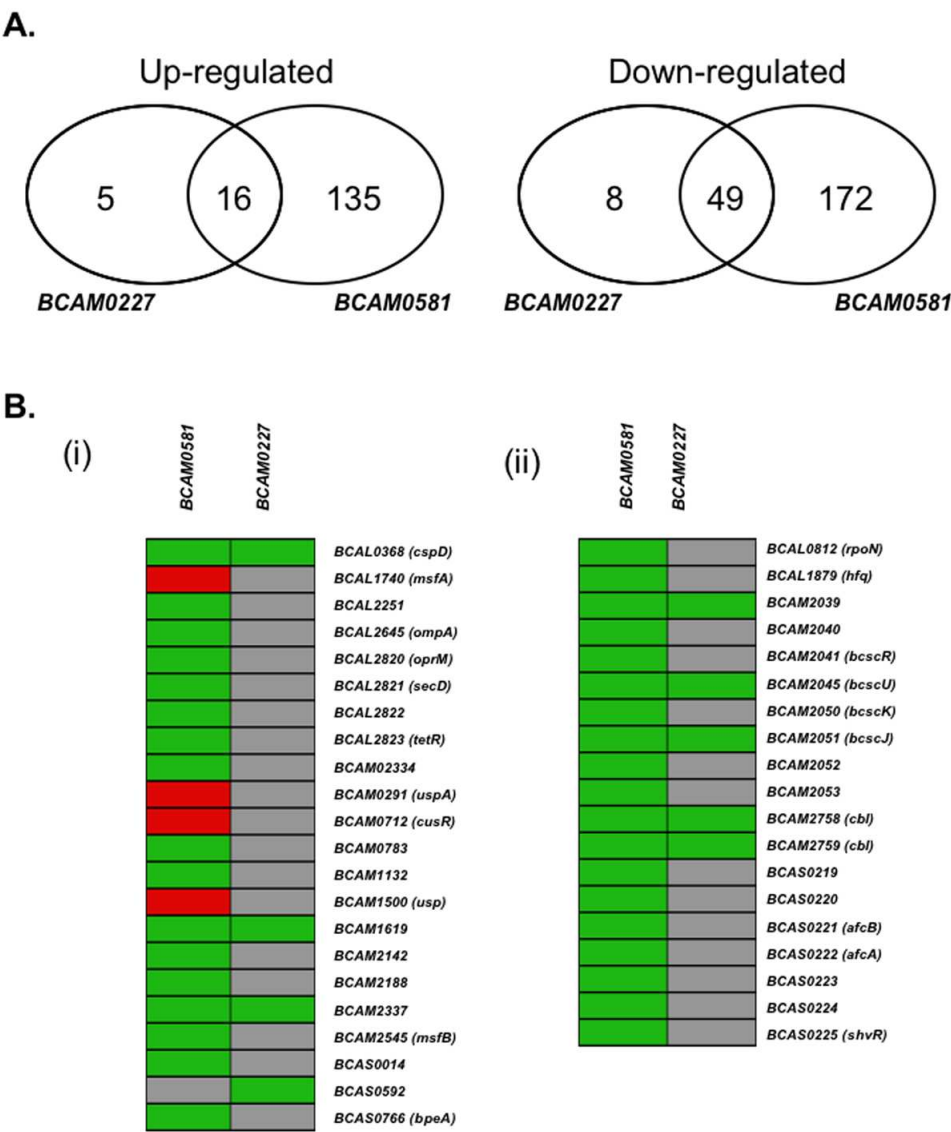 A.
Up-regulated Down-regulated
5 16 135 8 49 172
BCAM0227 BCAM0581 BCAM0227 BCAM0581
B.
(i) BCAM0581 BCAM0227
BCAL0368 (cspD)
BCAL1740 (msfA)
BCAL2251
BCAL2645 (ompA)
BCAL2820 (oprM)
BCAL2821 (secD)
BCAL2822
BCAL2823 (tetR)
BCAM02334
BCAM0291 (uspA)
BCAM0712 (cusR)
BCAM0783
BCAM1132
BCAM1500 (usp)
BCAM1619
BCAM2142
BCAM2188
BCAM2337
BCAM2545 (msfB)
BCAS0014
BCAS0592
BCAS0766 (bpeA)
(ii) BCAM0581 BCAM0227
BCAL0812 (rpoN)
BCAL1879 (hfq)
BCAM2039
BCAM2040
BCAM2041 (bcscR)
BCAM2045 (bcscU)
BCAM2050 (bcscK)
BCAM2051 (bcscJ)
BCAM2052
BCAM2053
BCAM2758 (cbl)
BCAM2759 (cbl)
BCAS0219
BCAS0220
BCAS0221 (afcB)
BCAS0222 (afcA)
BCAS0223
BCAS0224
BCAS0225 (shvR)